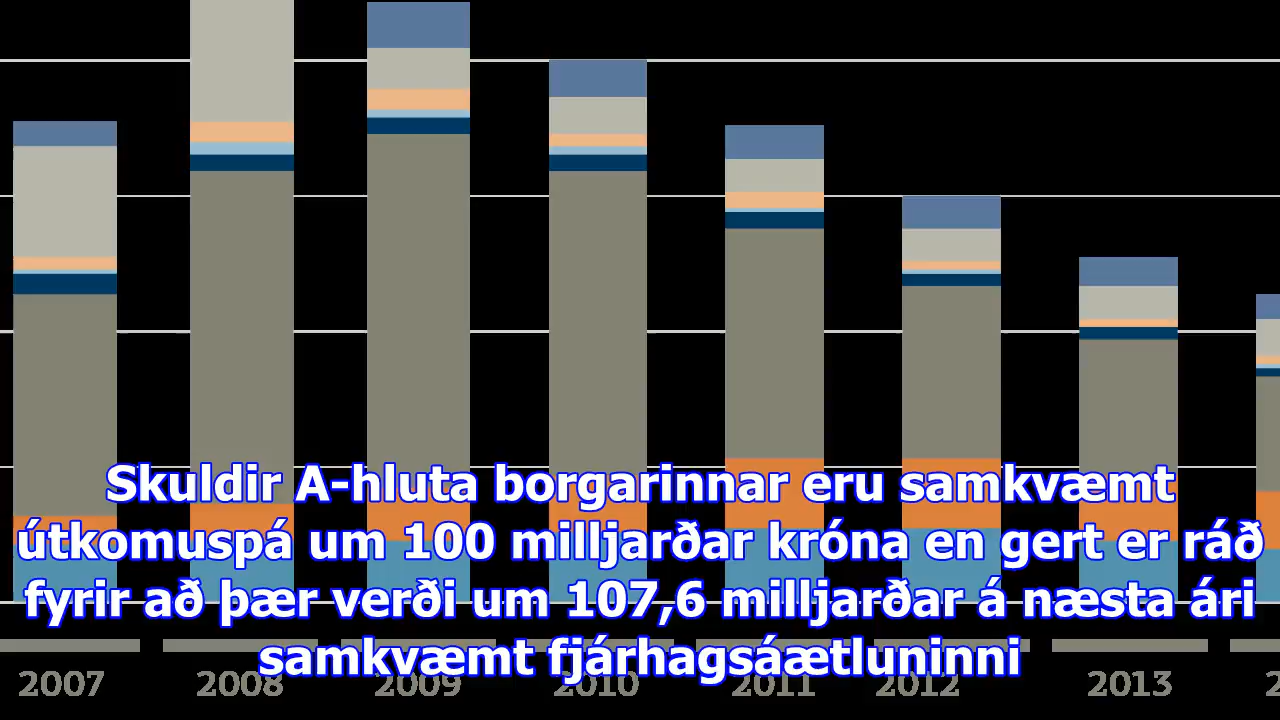 Skuldir A-hluta borgarinnar eru samkvæmt
útkomuspá um 100 milljarðar króna en gert er ráð
fyrir að þær verði um 107,6 milljarðar á næsta ári
samkvæmt fjárhagsáætluninni
2007 2008 2009 2010 2011 2012 2013 2